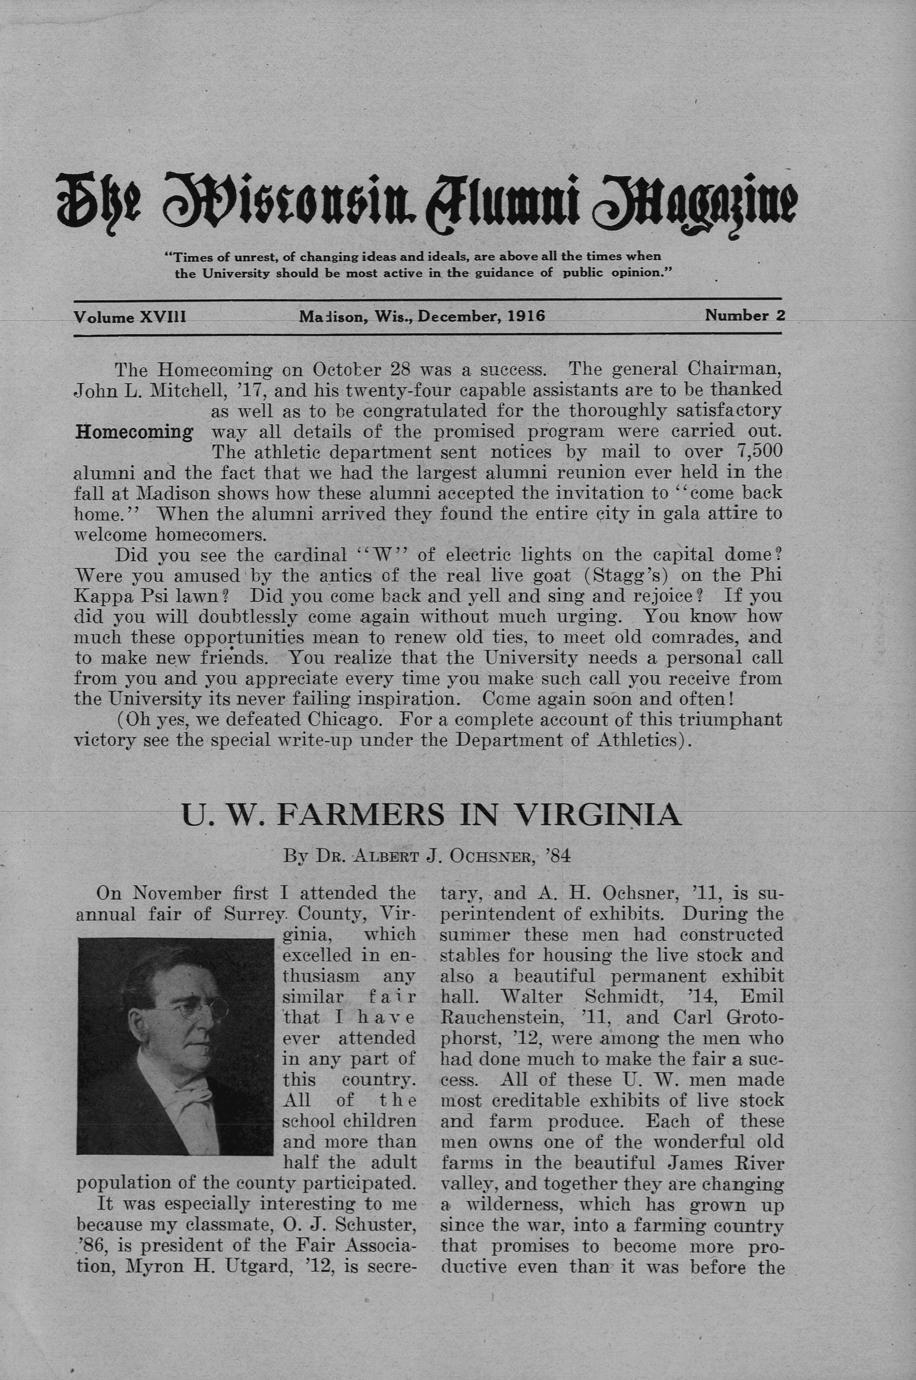 The Wisconsin Alumni Magazine
"Times of unrest, of changing ideas and ideals, are above all the times when
the University should be most active in the guidance of public opinion."
Volume XVIII Madison, Wis., December, 1916 Number 2
The Homecoming on October 28 was a success. The general Chairman,
John L. Mitchell, '17, and his twenty-four capable assistants are to be thanked
as well as to be congratulated for the thoroughly satisfactory
Homecoming way all details of the promised program were carried out.
The athletic department sent notices by mail to over 7,500
alumni and the fact that we had the largest alumni reunion ever held in the
fall at Madison shows how these alumni accepted the invitation to "come back
home." When the alumni arrived they found the entire city in gala attire to
welcome homecomers.
Did you see the cardinal "W" of electric lights on the capital dome?
Were you amused by the antics of the real live goat (Stagg's) on the Phi
Kappa Psi lawn? Did you come back and yell and sing and rejoice? If you
did you will doubtlessly come again without much urging. You know how
much these opportunities mean to renew old ties, to meet old comrades, and
to make new friends. You realize that the University needs a personal call
from you and you appreciate every time you make such call you receive from
the University its never failing inspiration. Come again soon and often!
(Oh yes, we defeated Chicago. For a complete account of this triumphant
victory see the special write-up under the Department of Athletics).
U. W. FARMERS IN VIRGINIA
By Dr. Albert J. Ochsner, '84
On November first I attended the
annual fair of Surrey County, Vir-
ginia, which
excelled in en-
thusiasm any
similar fair
that I have
ever attended
in any part of
this country.
All of the
school children
and more than
half the adult
population of the county participated.
It was especially interesting to me
because my classmate, O. J. Schuster,
'86, is president of the Fair Associa-
tion, Myron H. Utgard, '12, is secre-
tary, and A. H. Ochsner, '11, is su-
perintendent of exhibits. During the
summer these men had constructed
stables for housing the live stock and
also a beautiful permanent exhibit
hall. Walter Schmidt, '14, Emil
Rauchenstein, '11, and Carl Groto-
phorst, '12, were among the men who
had done much to make the fair a suc-
cess. All of these U. W. men made
most creditable exhibits of live stock
and farm produce. Each of these
men owns one of the wonderful old
farms in the beautiful James River
valley, and together they are changing
a wilderness, which has grown up
since the war, into a farming country
that promises to become more pro-
ductive even than it was before the